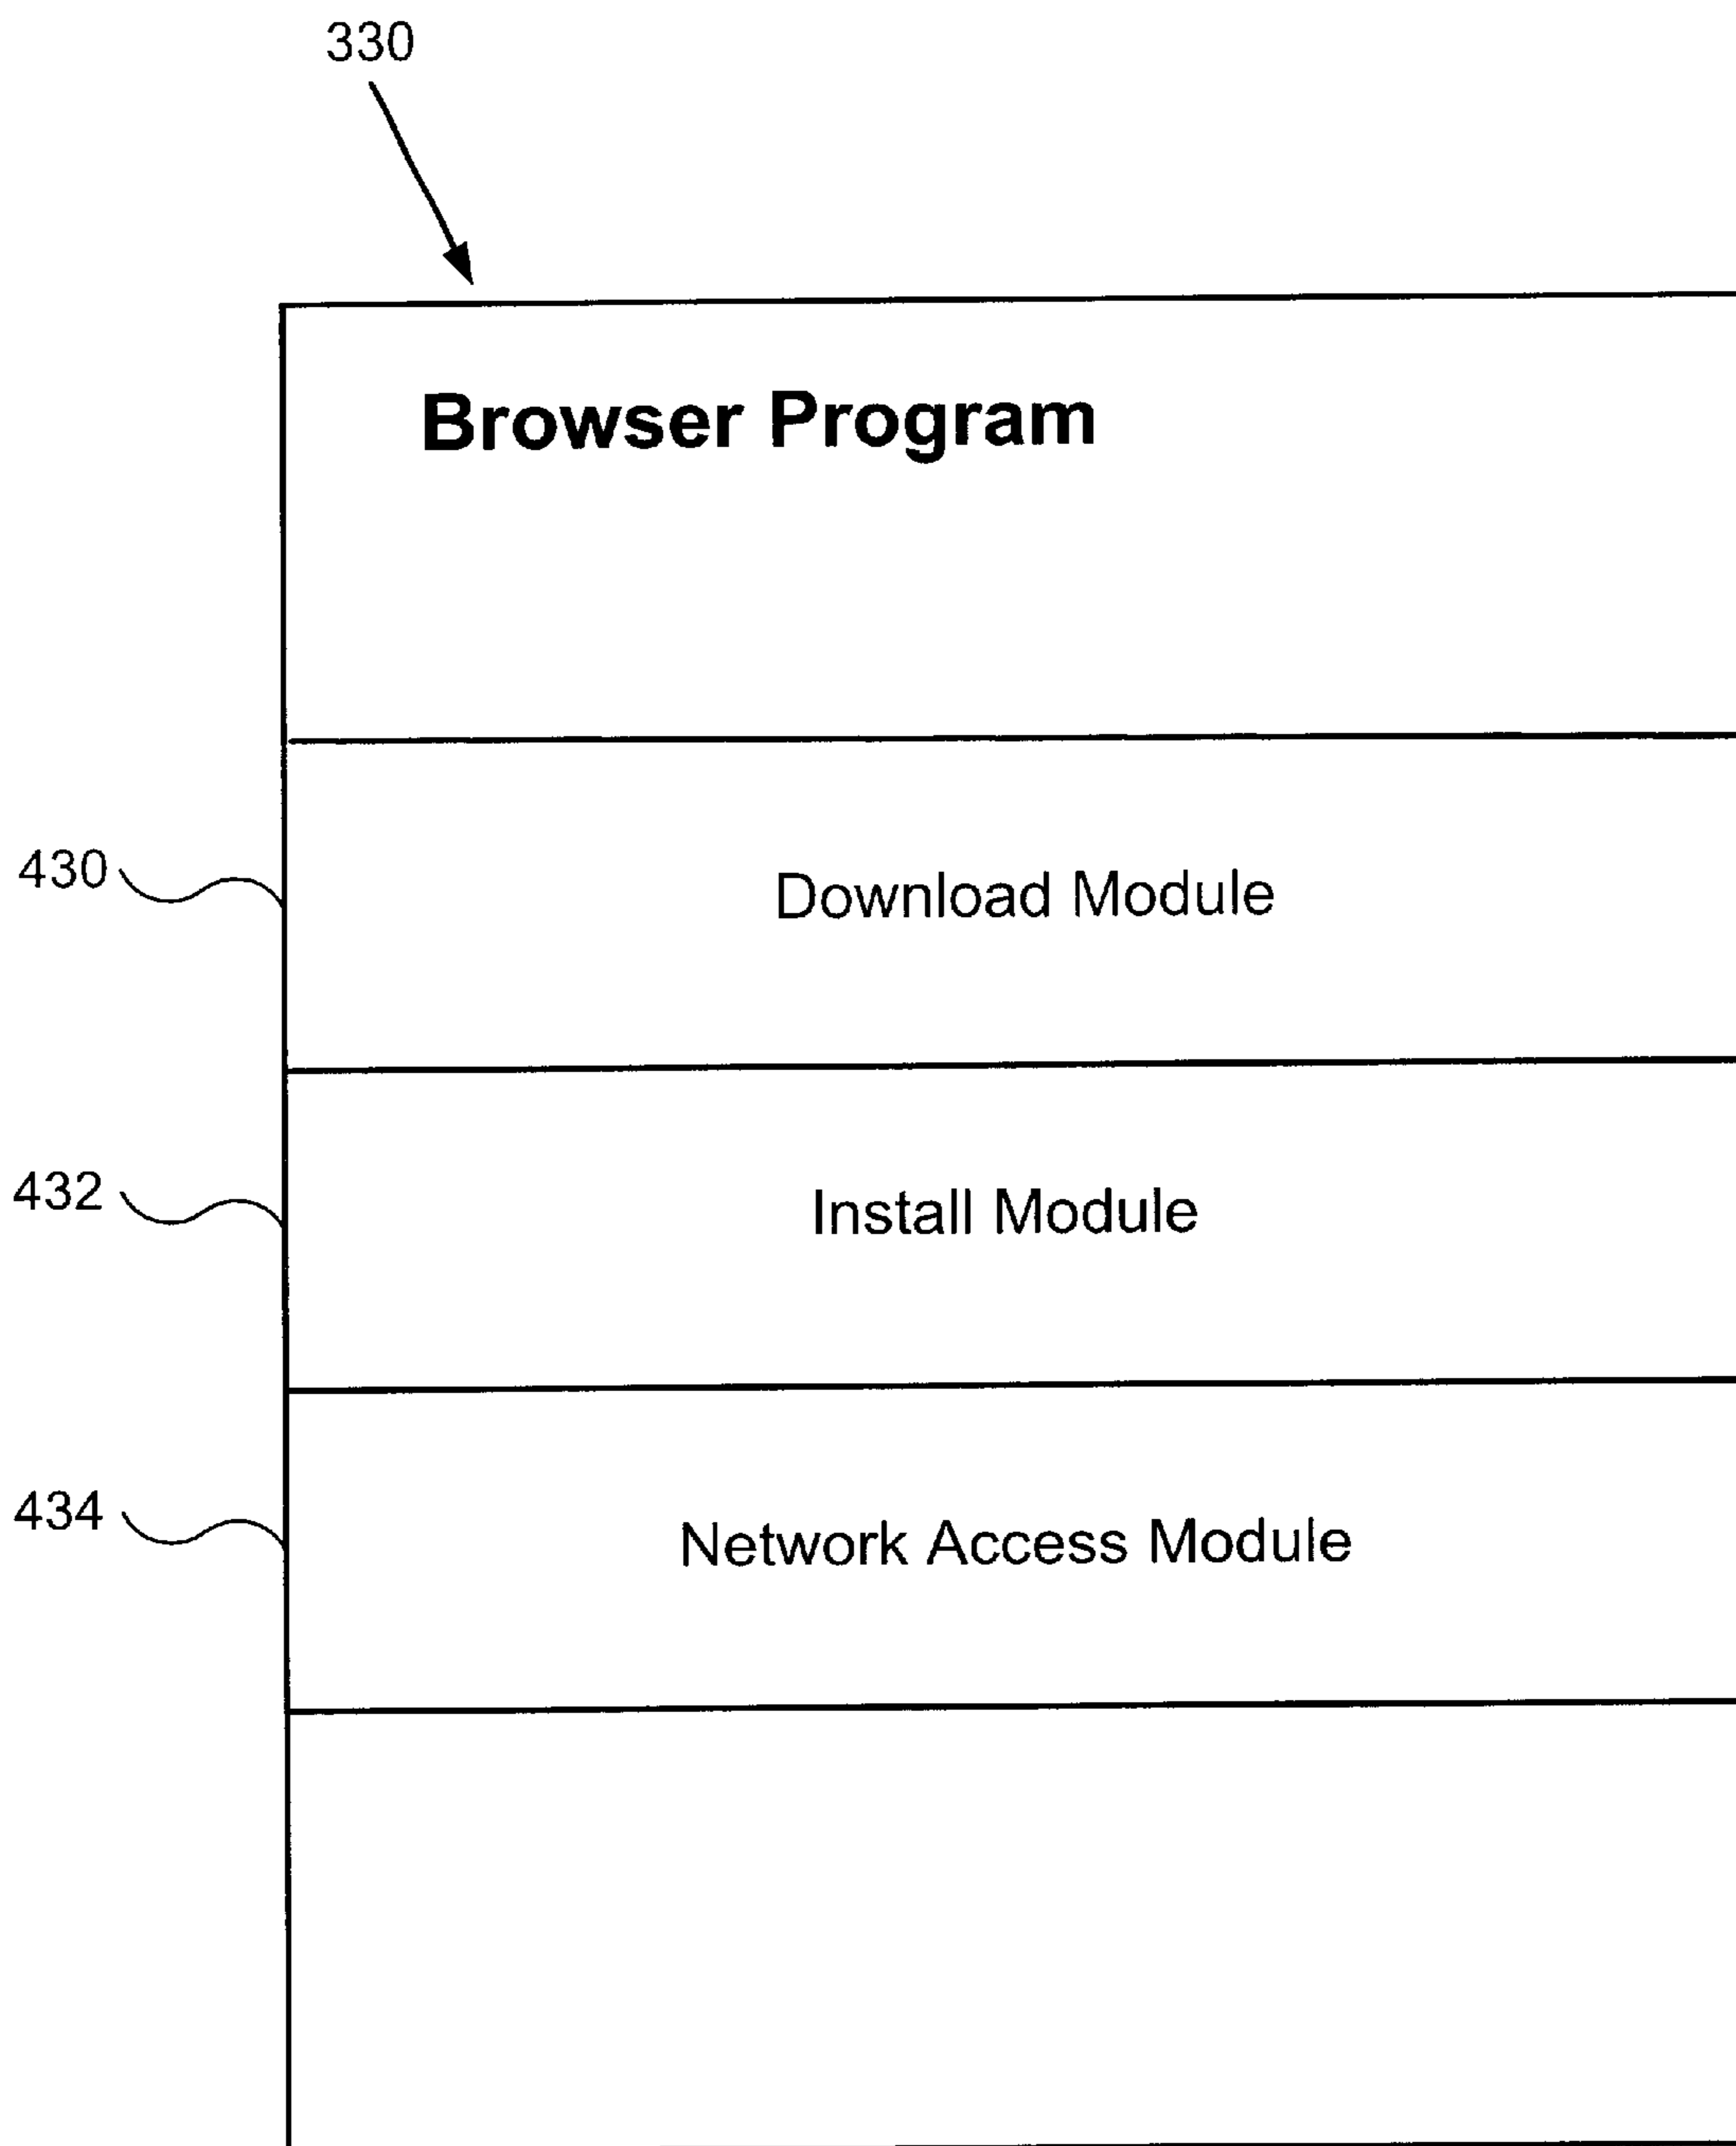 330
Browser Program
430
Download Module
432
Install Module
434
Network Access Module